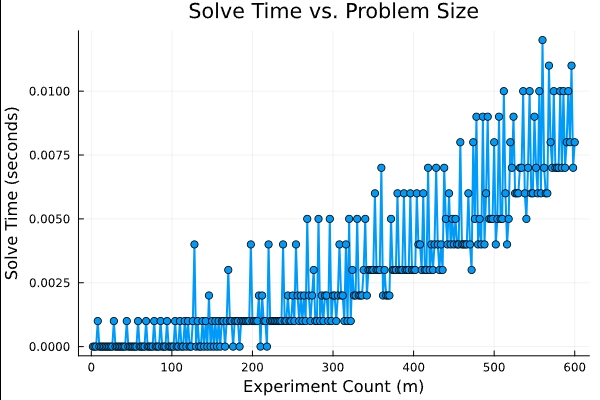 Solve Time vs. Problem Size
Solve Time (seconds)
0.0100
0.0075
0.0050
0.0025
0.0000
0 100 200 300 400 500 600
Experiment Count (m)